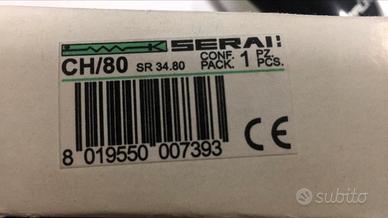 SERAI
CH/80 SR 34.80 CONF. PACK. 1 PZ. PCS.
8 019550 007393 CE
subito